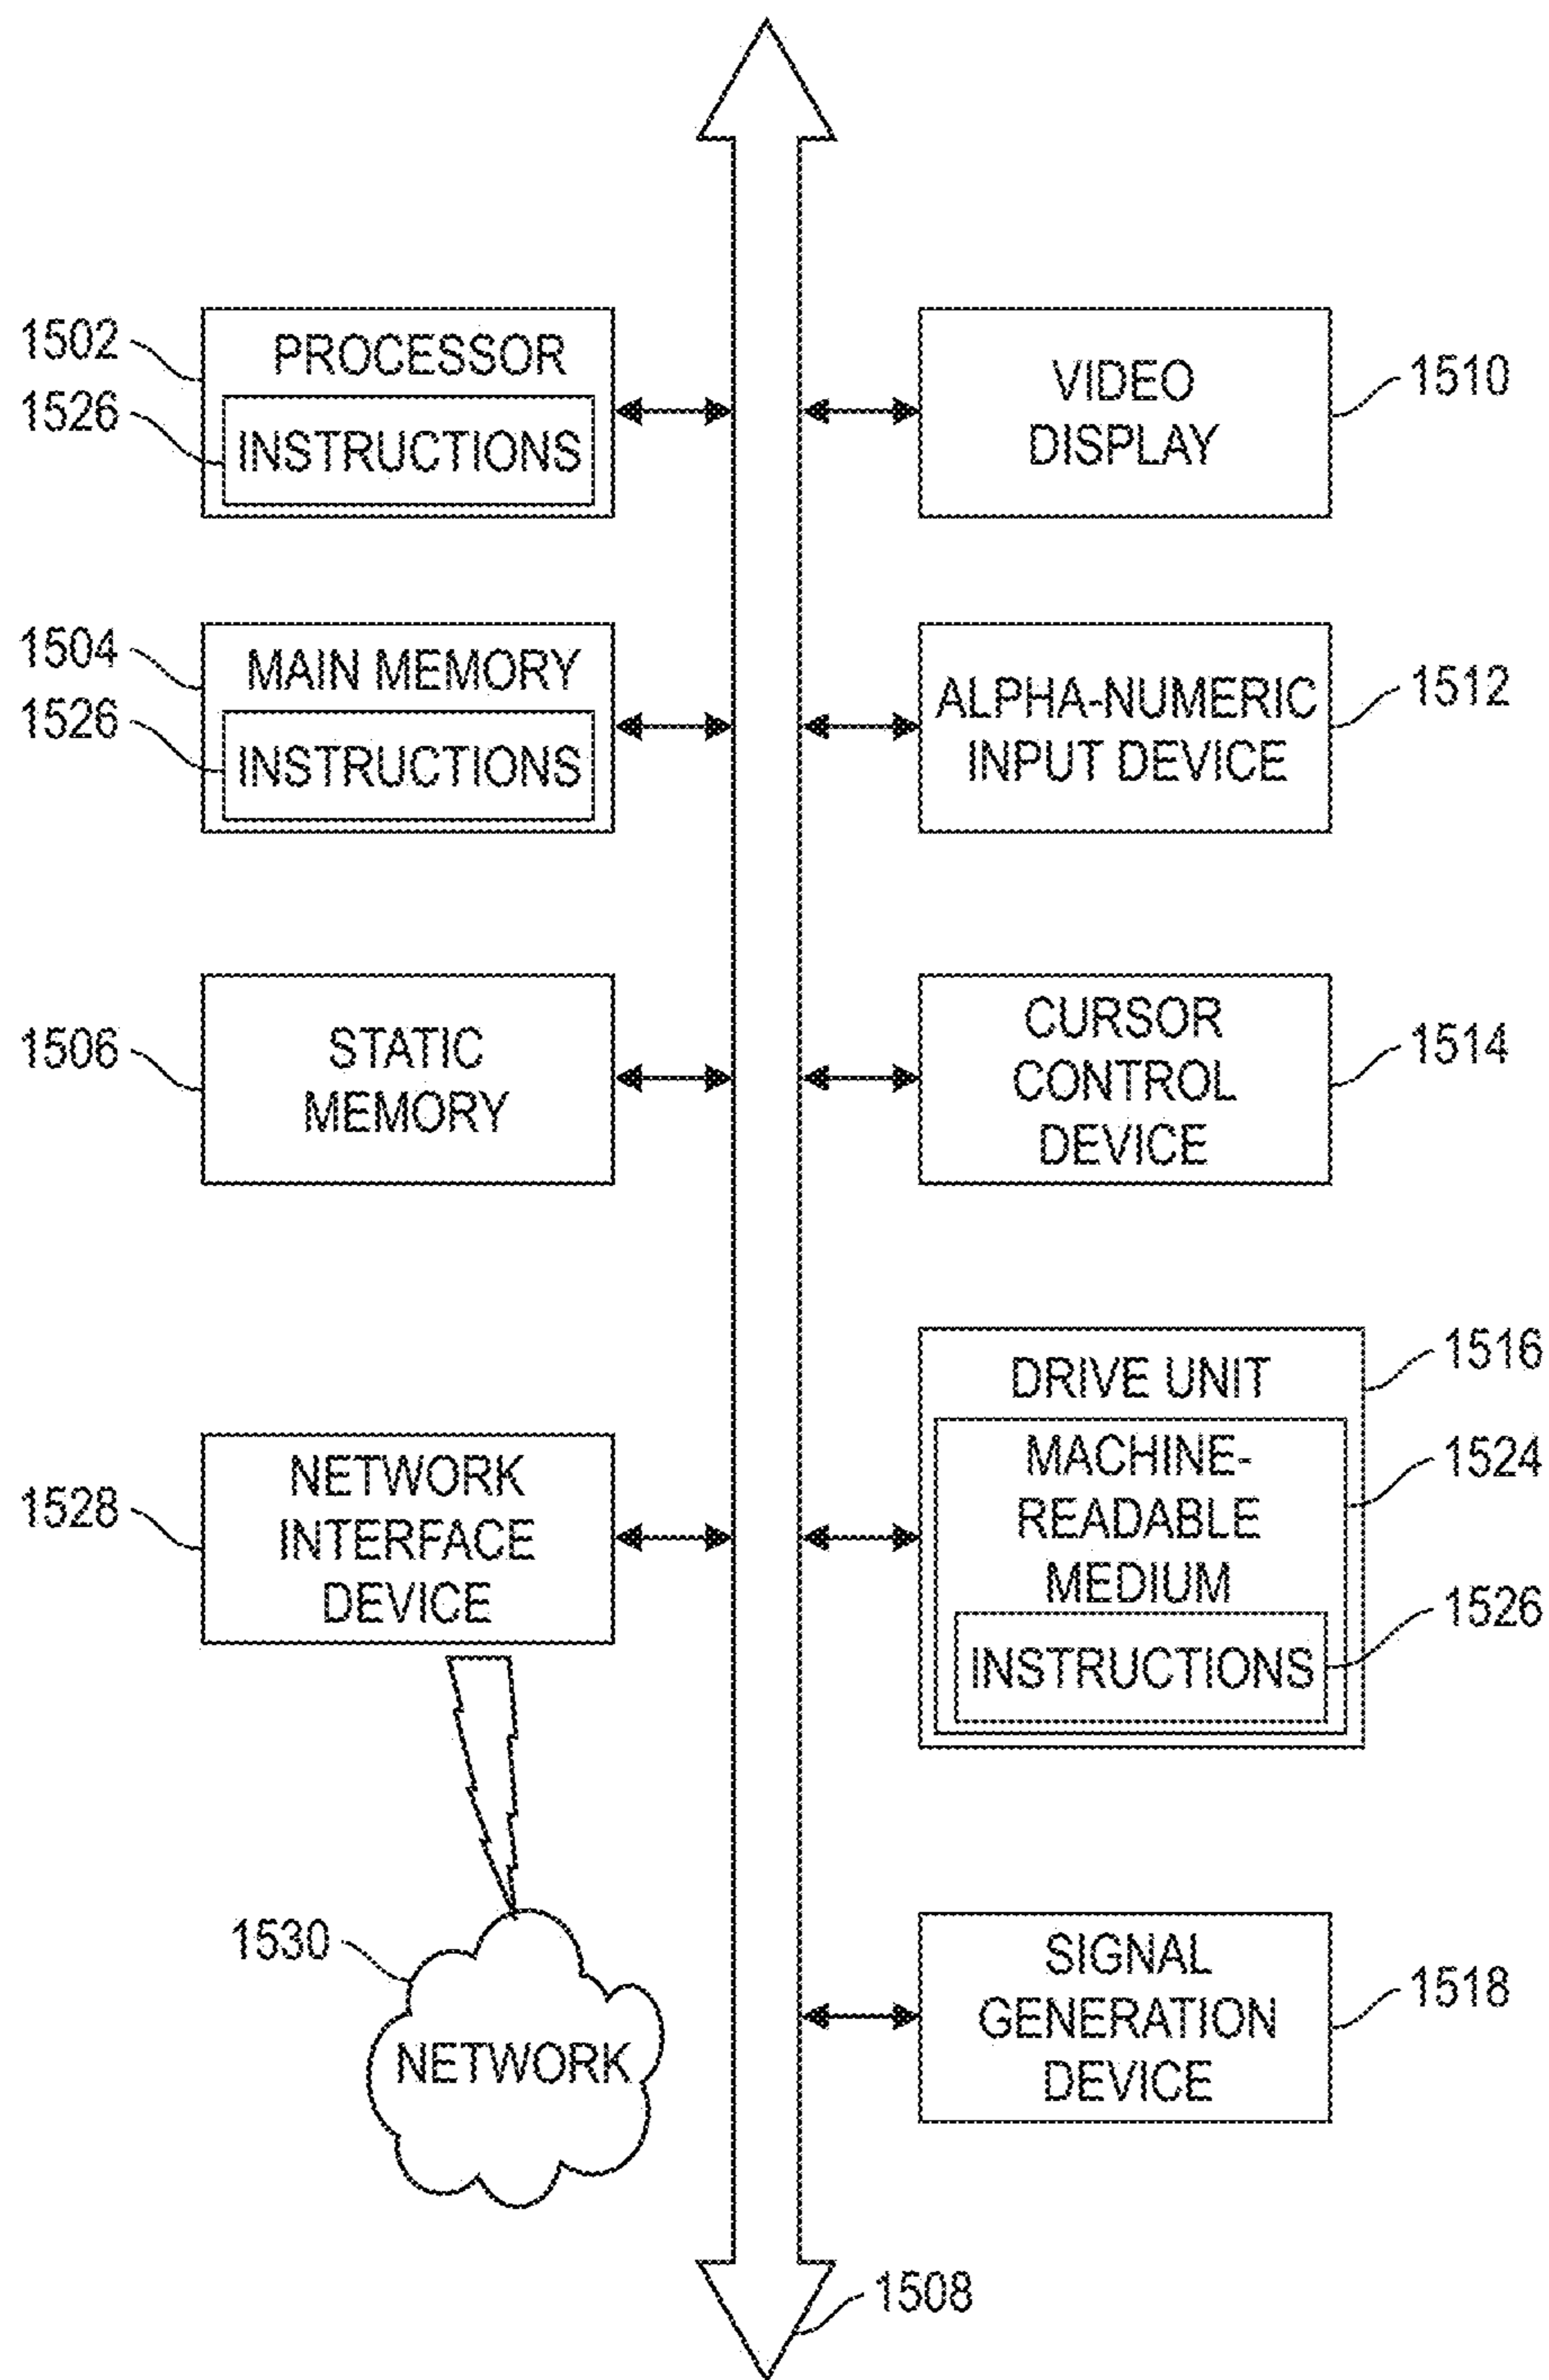 1502
PROCESSOR
1526
INSTRUCTIONS
VIDEO
DISPLAY
1510
1504
MAIN MEMORY
1526
INSTRUCTIONS
ALPHA-NUMERIC
INPUT DEVICE
1512
1506
STATIC
MEMORY
CURSOR
CONTROL
DEVICE
1514
1528
NETWORK
INTERFACE
DEVICE
DRIVE UNIT
1516
MACHINE-
READABLE
MEDIUM
1524
INSTRUCTIONS
1526
1530
NETWORK
SIGNAL
GENERATION
DEVICE
1518
1508